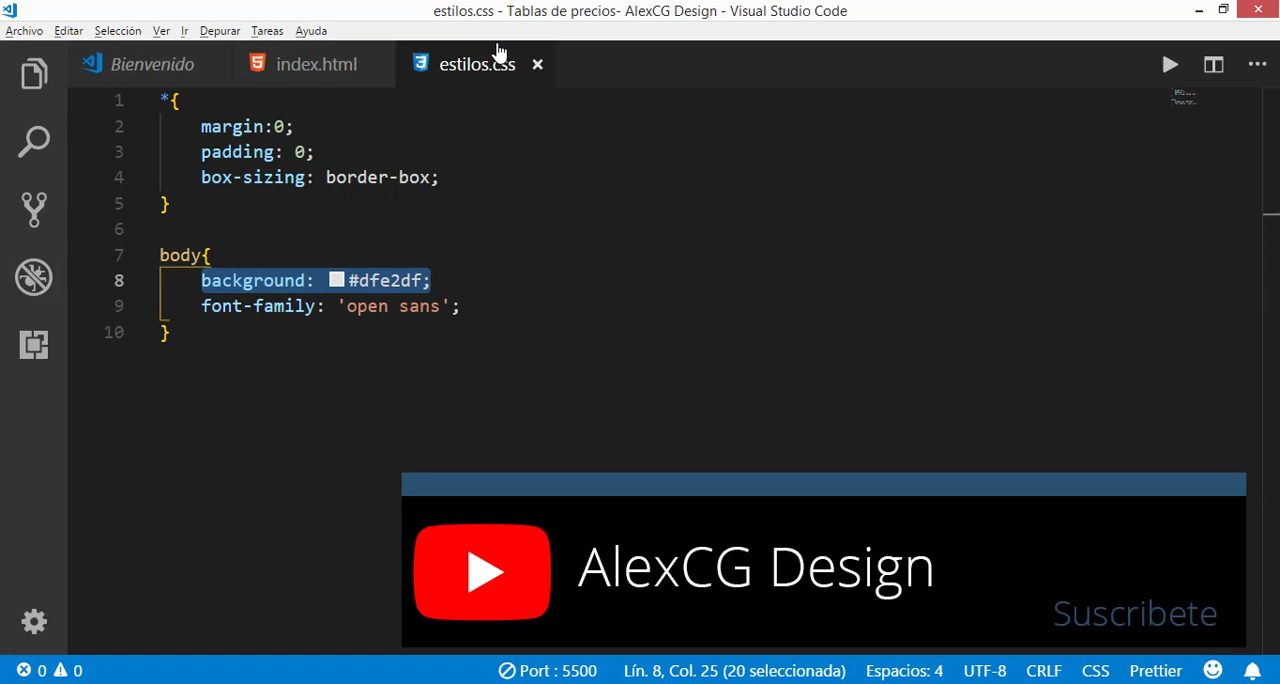 estilos.css - Tablas de precios- AlexCG Design - Visual Studio Code
Archivo Editar Selección Ver Ir Depurar Tareas Ayuda
Bienvenido index.html estilos.css
1 *{
2 margin:0;
3 padding: 0;
4 box-sizing: border-box;
5 }
6
7 body{
8 background: #dfe2df;
9 font-family: 'open sans';
10 }
AlexCG Design
Suscribete
0 0 Port : 5500 Lín. 8, Col. 25 (20 seleccionada) Espacios: 4 UTF-8 CRLF CSS Prettier